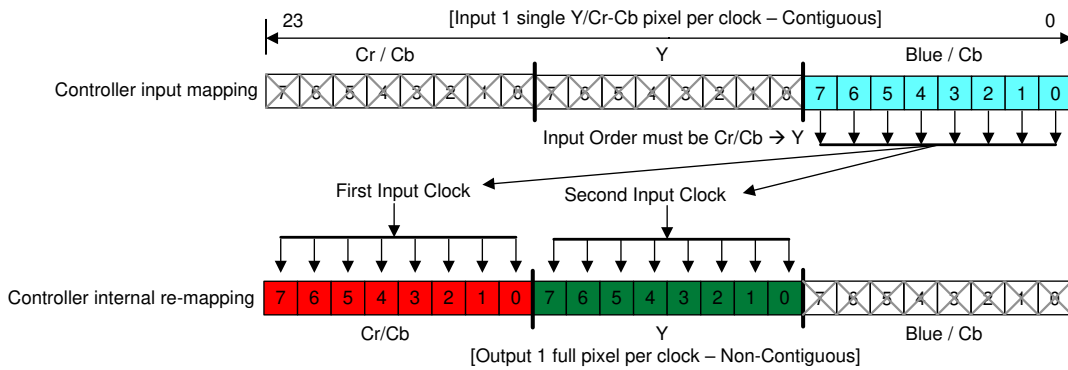 [Input 1 single Y/Cr-Cb pixel per clock – Contiguous]
23 0
Cr / Cb Y Blue / Cb
Controller input mapping 7 6 5 4 3 2 1 0 7 6 5 4 3 2 1 0 7 6 5 4 3 2 1 0
Input Order must be Cr/Cb → Y
First Input Clock Second Input Clock
Controller internal re-mapping 7 6 5 4 3 2 1 0 7 6 5 4 3 2 1 0 7 6 5 4 3 2 1 0
Cr/Cb Y Blue / Cb
[Output 1 full pixel per clock – Non-Contiguous]